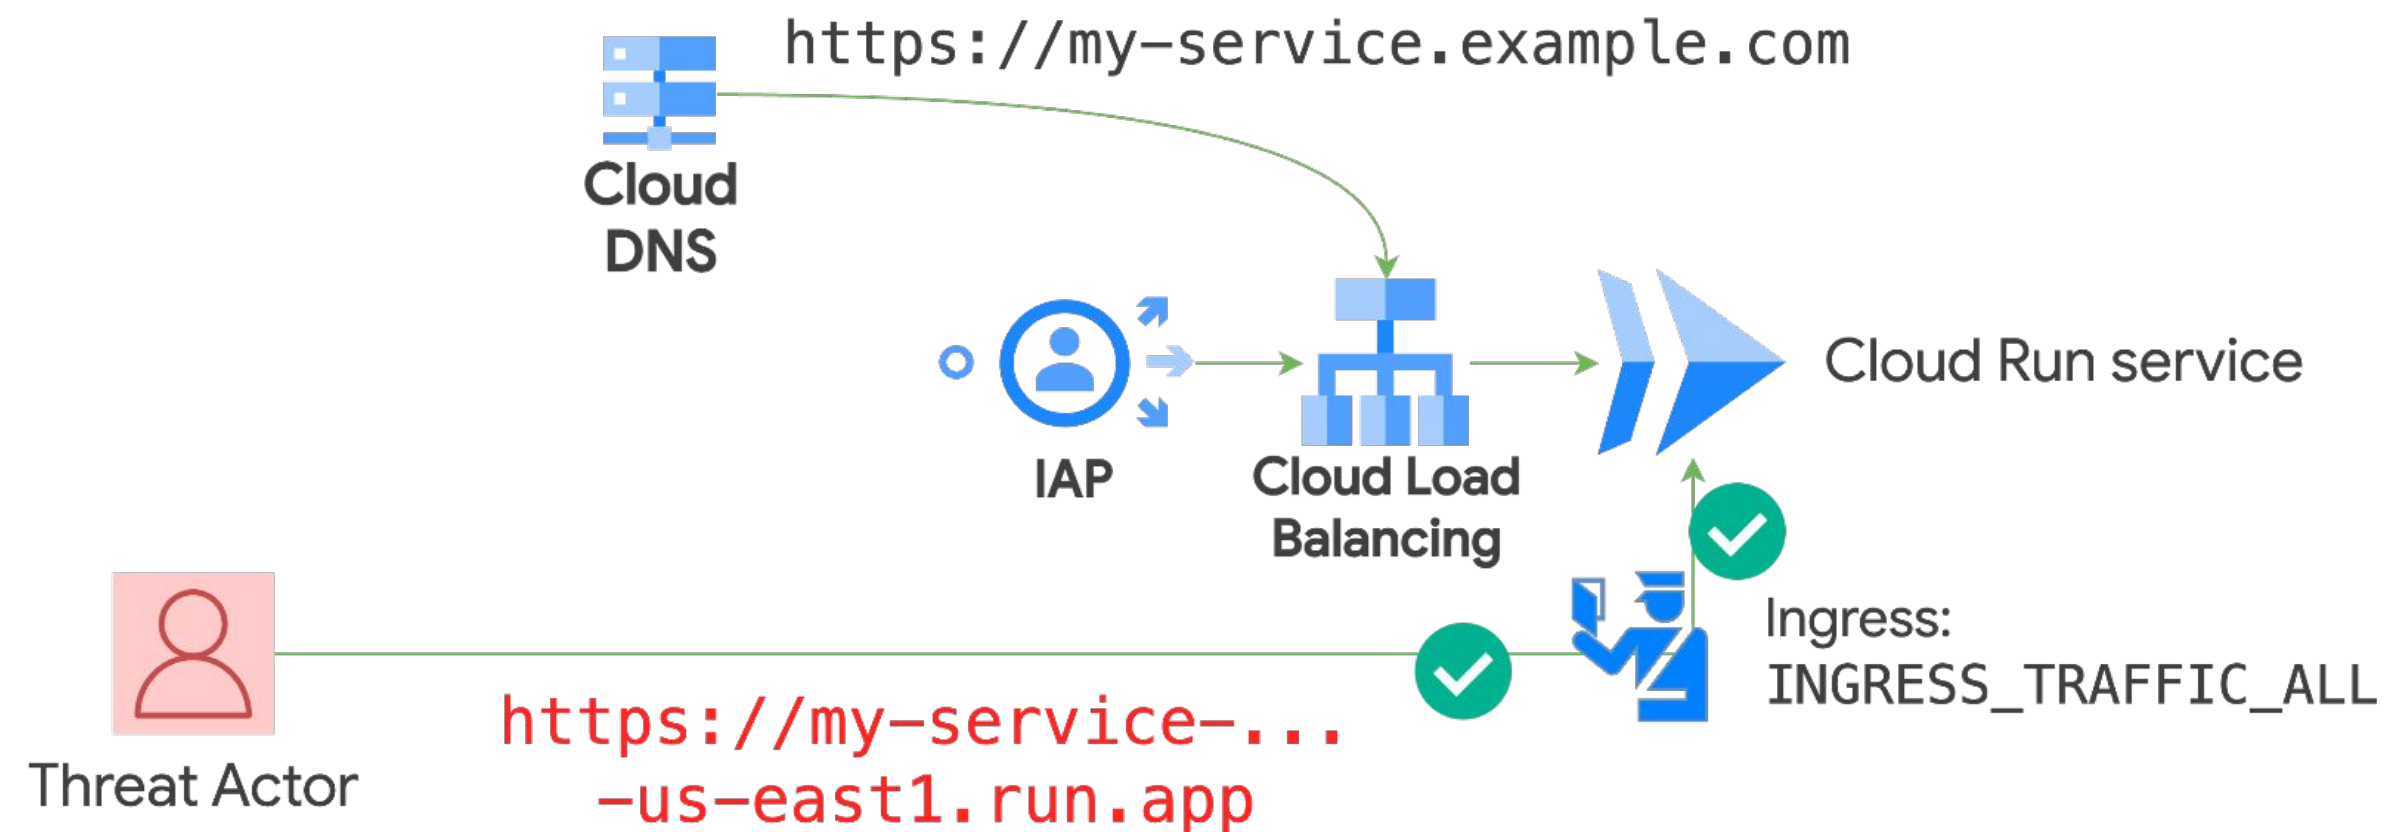 https://my-service.example.com
Cloud
DNS
Cloud Run service
IAP
Cloud Load
Balancing
Ingress:
INGRESS_TRAFFIC_ALL
https://my-service-...
-us-east1.run.app
Threat Actor